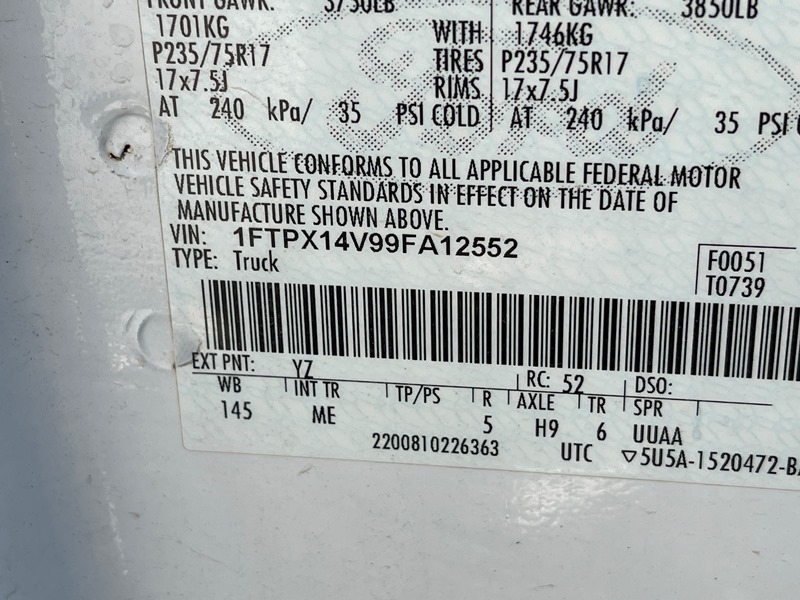 FRONT GAWR: 3750LB REAR GAWR: 3850LB
1701KG WITH 1746KG
P235/75R17 TIRES P235/75R17
17x7.5J RIMS 17x7.5J
AT 240 kPa/ 35 PSI COLD AT 240 kPa/ 35 PSI
THIS VEHICLE CONFORMS TO ALL APPLICABLE FEDERAL MOTOR
VEHICLE SAFETY STANDARDS IN EFFECT ON THE DATE OF
MANUFACTURE SHOWN ABOVE.
VIN: 1FTPX14V99FA12552
TYPE: Truck
F0051
T0739
EXT PNT: YZ RC: 52 DSO:
WB INT TR TP/PS R AXLE TR SPR
145 ME 5 H9 6 UUAA
2200810226363 UTC ▽5U5A-1520472-BA